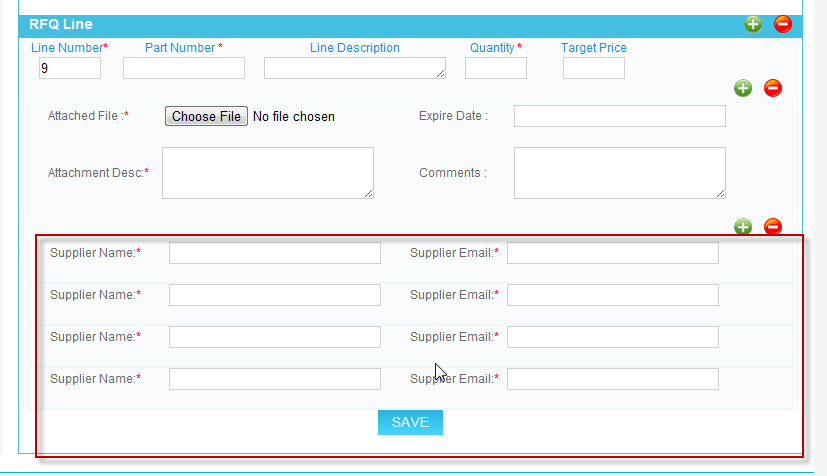 RFQ Line
Line Number* Part Number * Line Description Quantity * Target Price
9
Attached File :* Choose File No file chosen Expire Date :
Attachment Desc:* Comments :
Supplier Name:* Supplier Email:*
Supplier Name:* Supplier Email:*
Supplier Name:* Supplier Email:*
Supplier Name:* Supplier Email:*
SAVE